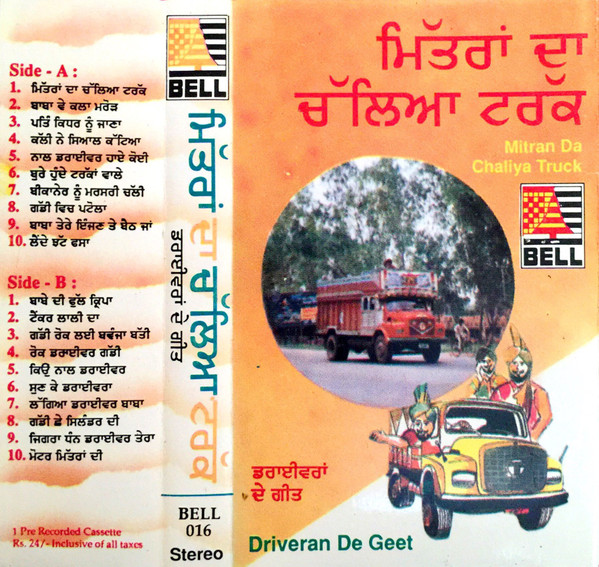 Side - A :
1. ਮਿੱਤਰਾਂ ਦਾ ਚੱਲਿਆ ਟਰੱਕ
2. ਬਾਬਾ ਵੇ ਕਲਾ ਮਰੋੜ
3. ਪਤਿੰ ਕਿਧਰ ਨੂੰ ਜਾਣਾ
4. ਕੱਲੀ ਨੇ ਸਿਆਲ ਕੱਟਿਆ
5. ਨਾਲ ਡਰਾਈਵਰ ਹਾਏ ਕੋਈ
6. ਬੁਰੇ ਹੁੰਦੇ ਟਰਕਾਂ ਵਾਲੇ
7. ਬੀਕਾਨੇਰ ਨੂੰ ਮਰਸਰੀ ਚੱਲੀ
8. ਗੱਡੀ ਵਿਚ ਪਟੋਲਾ
9. ਬਾਬਾ ਤੇਰੇ ਇੰਜਣ ਤੇ ਬੈਠ ਜਾਂ
10. ਲੈਂਦੇ ਝੱਟ ਫਸਾ
Side - B :
1. ਬਾਬੇ ਦੀ ਫੁੱਲ ਕ੍ਰਿਪਾ
2. ਟੈਂਕਰ ਲਾਲੀ ਦਾ
3. ਗੱਡੀ ਰੋਕ ਲਈ ਬਵੰਜਾ ਬੱਤੀ
4. ਰੋਕ ਡਰਾਈਵਰ ਗੱਡੀ
5. ਕਿਉਂ ਨਾਲ ਡਰਾਈਵਰ
6. ਸੁਣ ਕੇ ਡਰਾਈਵਰਾ
7. ਲੱਗਿਆ ਡਰਾਈਵਰ ਬਾਬਾ
8. ਗੱਡੀ ਛੇ ਸਿਲੰਡਰ ਦੀ
9. ਜਿਗਰਾ ਧੰਨ ਡਰਾਈਵਰ ਤੇਰਾ
10. ਮੋਟਰ ਮਿੱਤਰਾਂ ਦੀ
1 Pre Recorded Cassette
Rs. 24/- Inclusive of all taxes
BELL
ਮਿੱਤਰਾਂ ਦਾ ਚੱਲਿਆ ਟਰੱਕ
ਡਰਾਈਵਰਾਂ ਦੇ ਗੀਤ
BELL
016
Stereo
ਮਿੱਤਰਾਂ ਦਾ
ਚੱਲਿਆ ਟਰੱਕ
Mitran Da
Chaliya Truck
BELL
ਡਰਾਈਵਰਾਂ
ਦੇ ਗੀਤ
Driveran De Geet